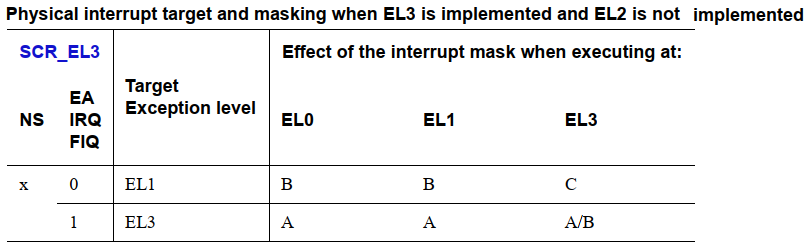 Physical interrupt target and masking when EL3 is implemented and EL2 is not implemented
SCR_EL3 Effect of the interrupt mask when executing at:
NS EA IRQ FIQ Target Exception level EL0 EL1 EL3
x 0 EL1 B B C
1 EL3 A A A/B